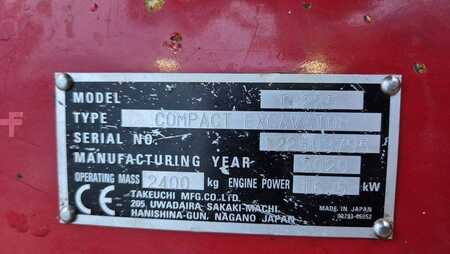 MODEL
TYPE COMPACT EXCAVATOR
SERIAL NO.
MANUFACTURING YEAR
OPERATING MASS 2400 kg ENGINE POWER kW
CE TAKEUCHI MFG.CO.,LTD.
205 UWADAIRA SAKAKI-MACHI,
HANISHINA-GUN, NAGANO JAPAN
MADE IN JAPAN